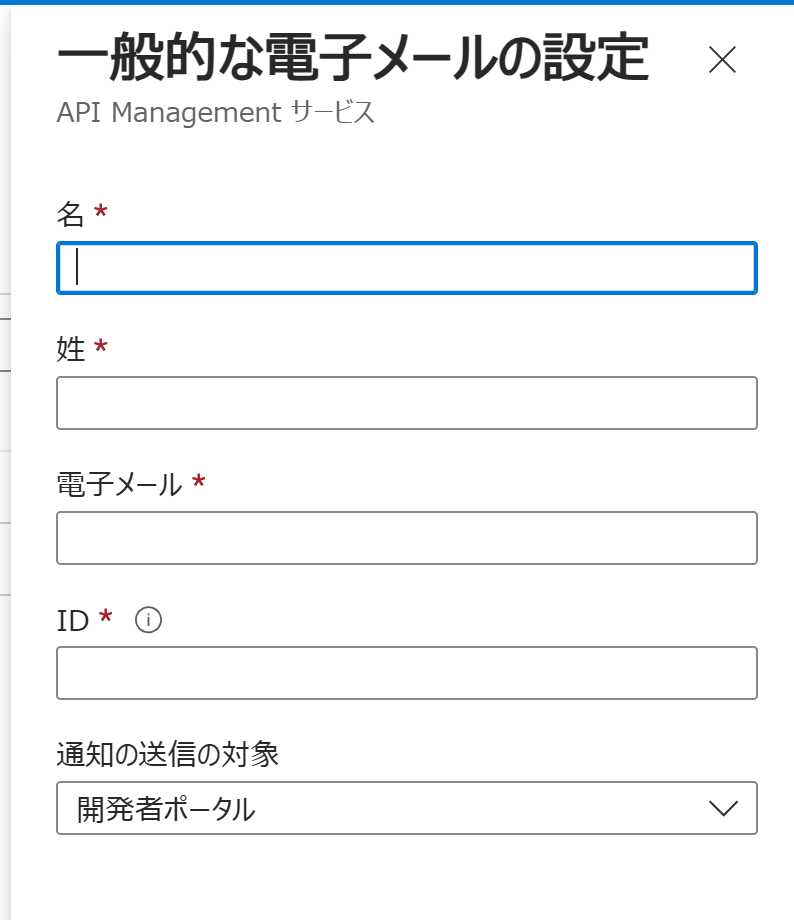 一般的な電子メールの設定
API Management サービス
名 *
姓 *
電子メール *
ID *
通知の送信の対象
開発者ポータル